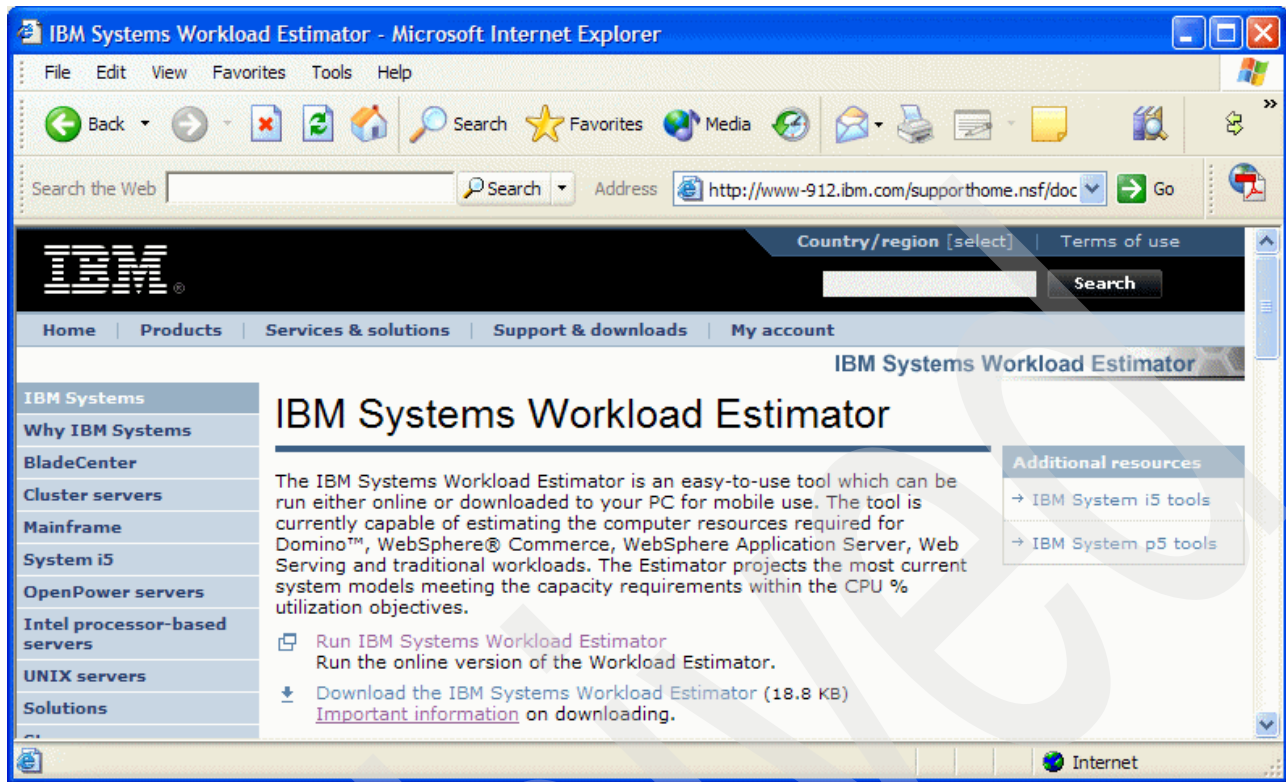 IBM Systems Workload Estimator - Microsoft Internet Explorer
File Edit View Favorites Tools Help
Back Search Favorites Media »
Search the Web Search Address http://www-912.ibm.com/supporthome.nsf/doc Go
Country/region [select] | Terms of use
IBM®
Search
Home | Products | Services & solutions | Support & downloads | My account
IBM Systems Workload Estimator
IBM Systems
Why IBM Systems
BladeCenter
Cluster servers
Mainframe
System i5
OpenPower servers
Intel processor-based
servers
UNIX servers
Solutions
IBM Systems Workload Estimator
The IBM Systems Workload Estimator is an easy-to-use tool which can be
run either online or downloaded to your PC for mobile use. The tool is
currently capable of estimating the computer resources required for
Domino™, WebSphere® Commerce, WebSphere Application Server, Web
Serving and traditional workloads. The Estimator projects the most current
system models meeting the capacity requirements within the CPU %
utilization objectives.
Run IBM Systems Workload Estimator
Run the online version of the Workload Estimator.
Download the IBM Systems Workload Estimator (18.8 KB)
Important information on downloading.
Additional resources
→ IBM System i5 tools
→ IBM System p5 tools
Internet